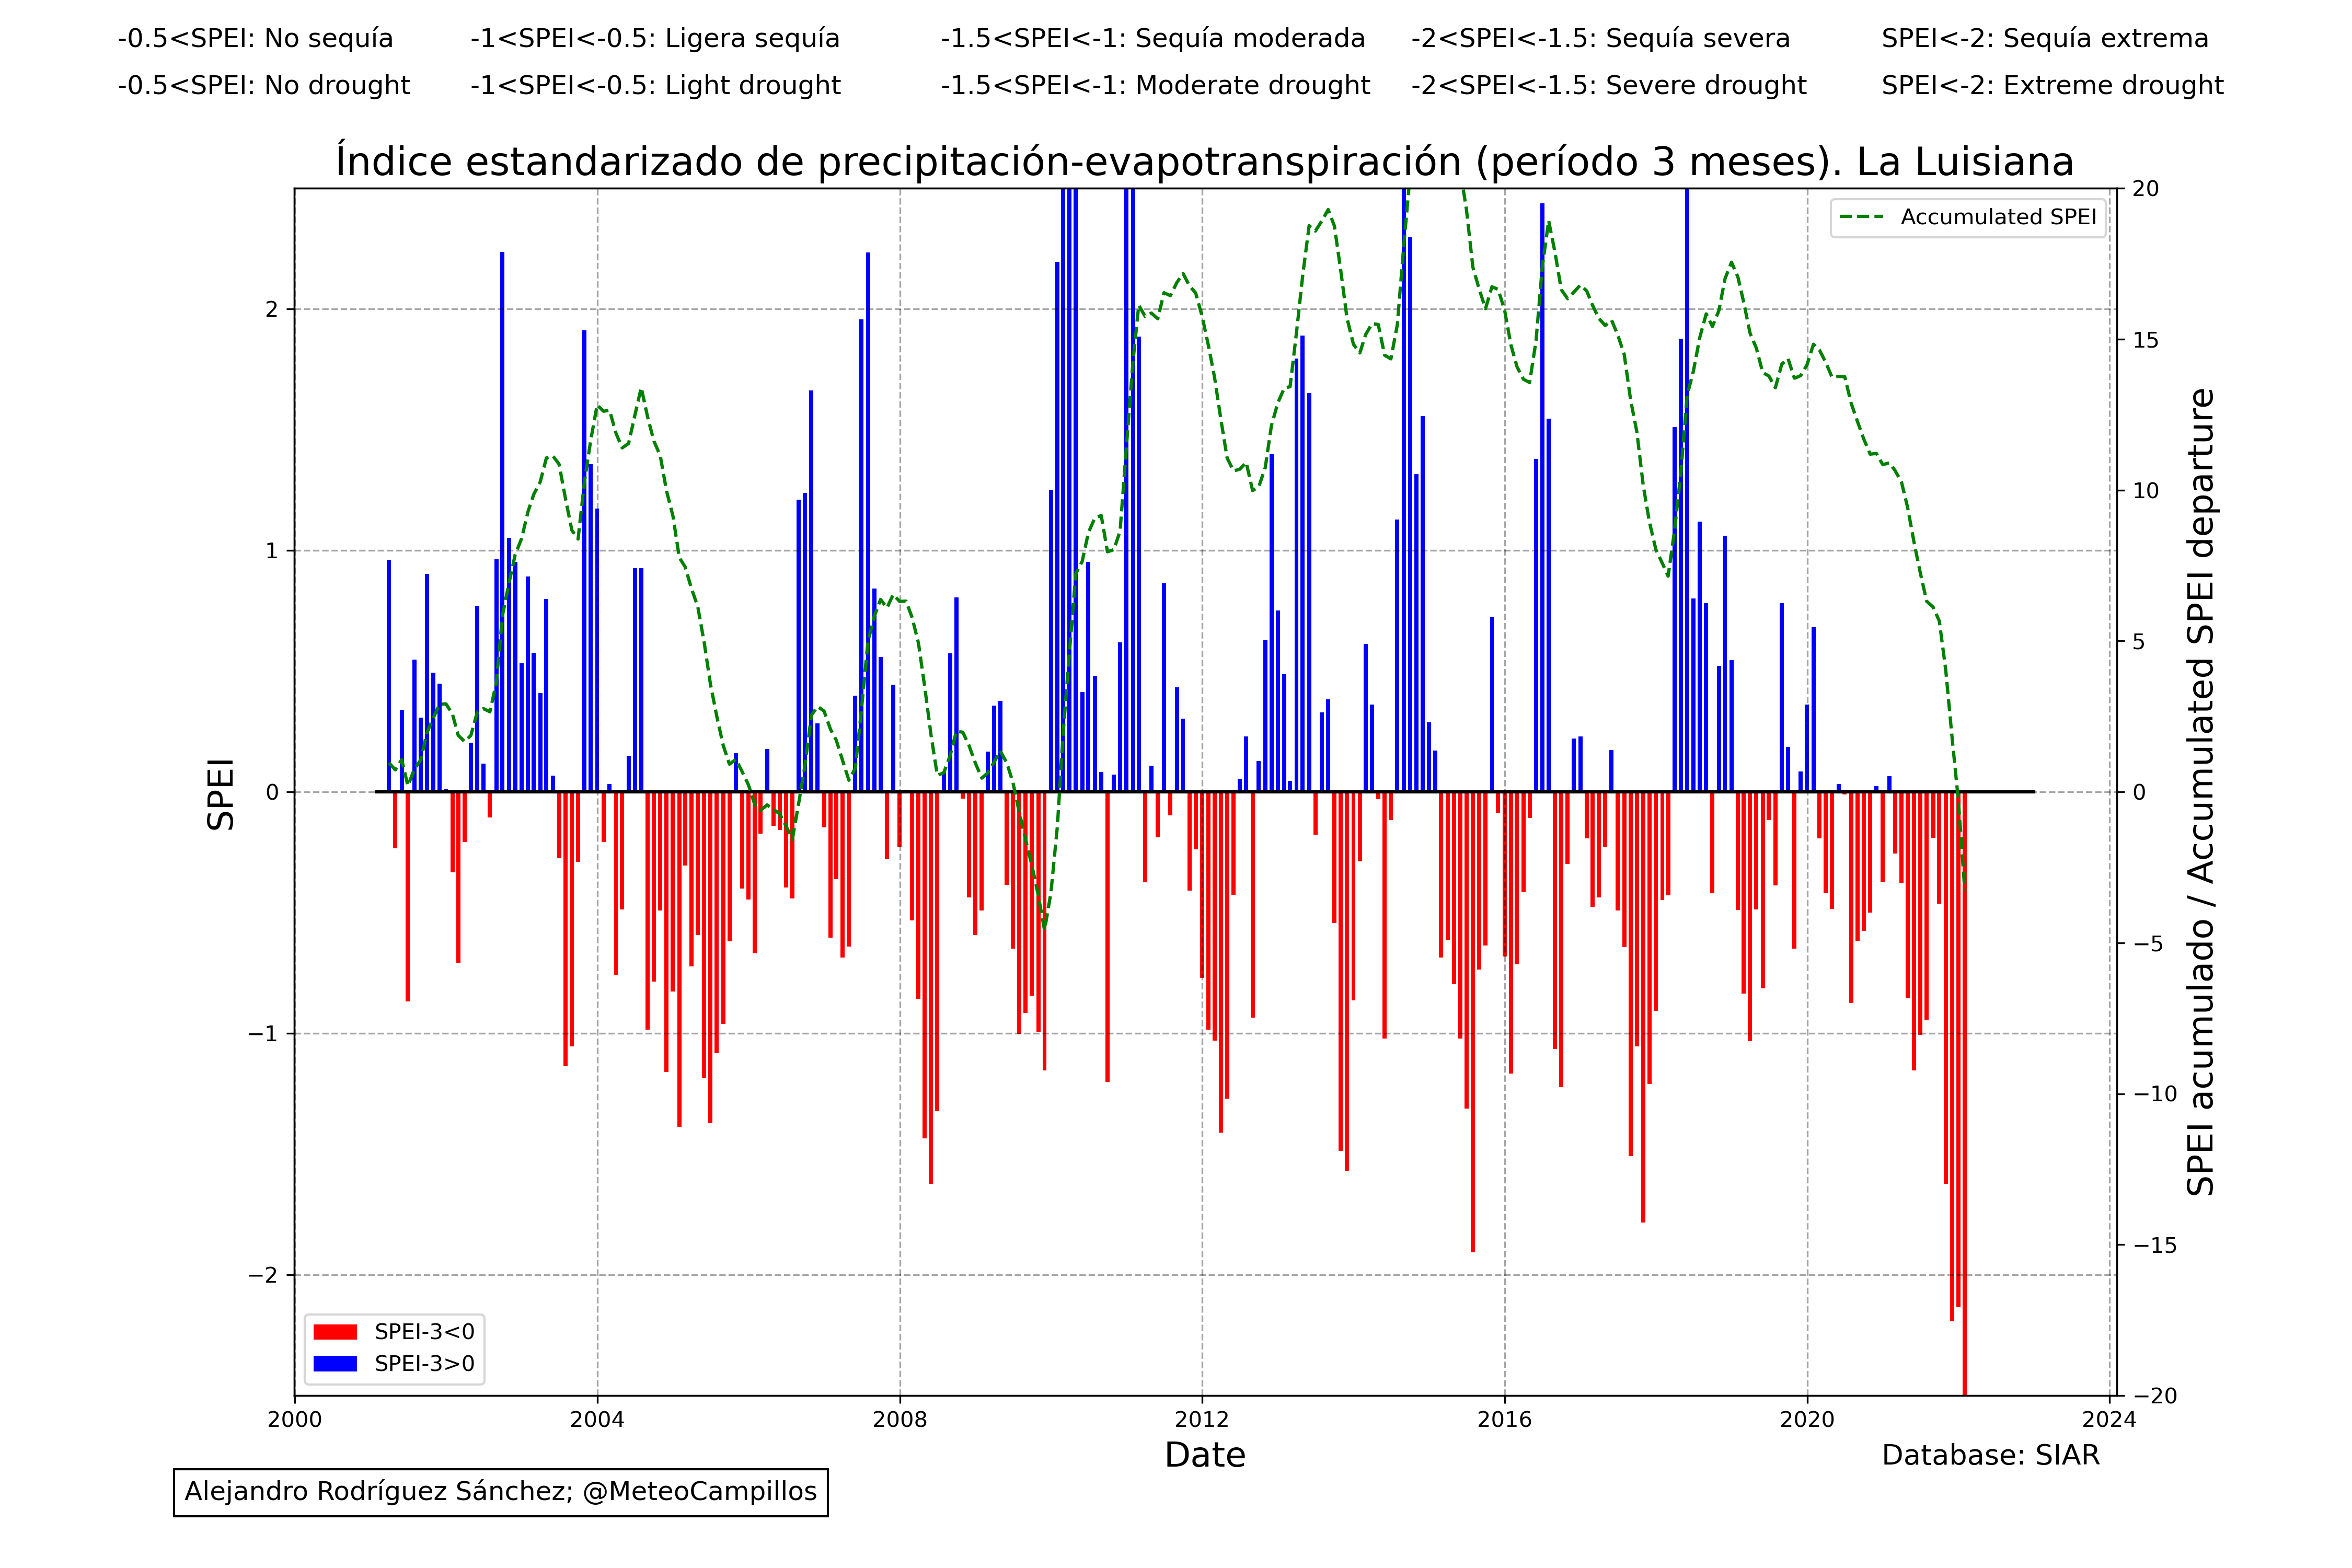 -0.5<SPEI: No sequía -1<SPEI<-0.5: Ligera sequía -1.5<SPEI<-1: Sequía moderada -2<SPEI<-1.5: Sequía severa SPEI<-2: Sequía extrema
-0.5<SPEI: No drought -1<SPEI<-0.5: Light drought -1.5<SPEI<-1: Moderate drought -2<SPEI<-1.5: Severe drought SPEI<-2: Extreme drought
Índice estandarizado de precipitación-evapotranspiración (período 3 meses). La Luisiana
SPEI
2
1
0
−1
−2
Accumulated SPEI
20
15
10
5
0
−5
−10
−15
−20
SPEI acumulado / Accumulated SPEI departure
SPEI-3<0
SPEI-3>0
2000 2004 2008 2012 2016 2020 2024
Date
Database: SIAR
Alejandro Rodríguez Sánchez; @MeteoCampillos